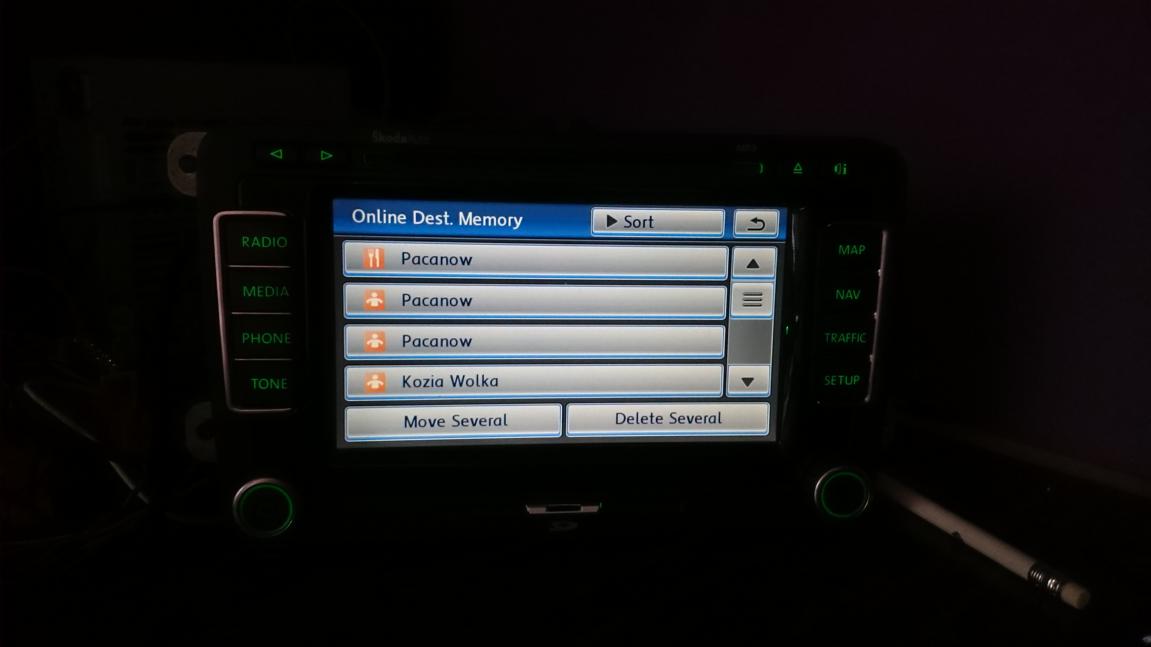 Skoda
RADIO
MEDIA
PHONE
TONE
Online Dest. Memory
Sort
Pacanow
Pacanow
Pacanow
Kozia Wolka
Move Several
Delete Several
MAP
NAV
TRAFFIC
SETUP